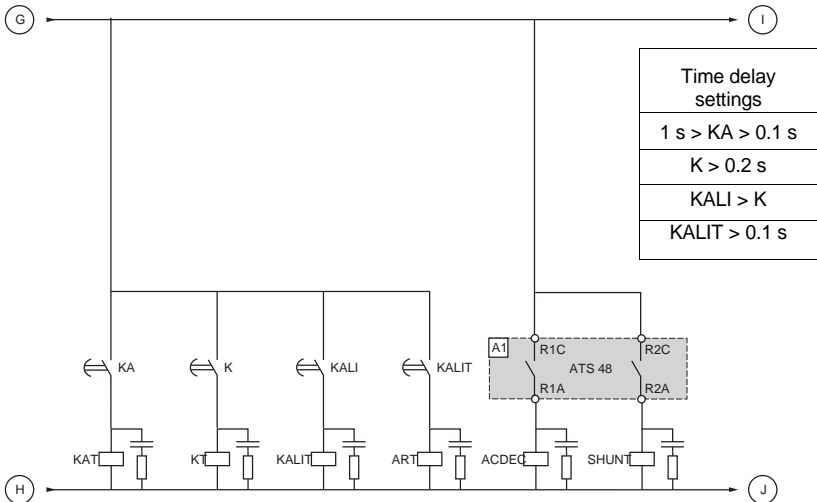 G
I
Time delay
settings
1 s > KA > 0.1 s
K > 0.2 s
KALI > K
KALIT > 0.1 s
A1
R1C
R2C
KA
K
KALI
KALIT
ATS 48
R1A
R2A
KAT
KT
KALIT
ART
ACDEC
SHUNT
H
J